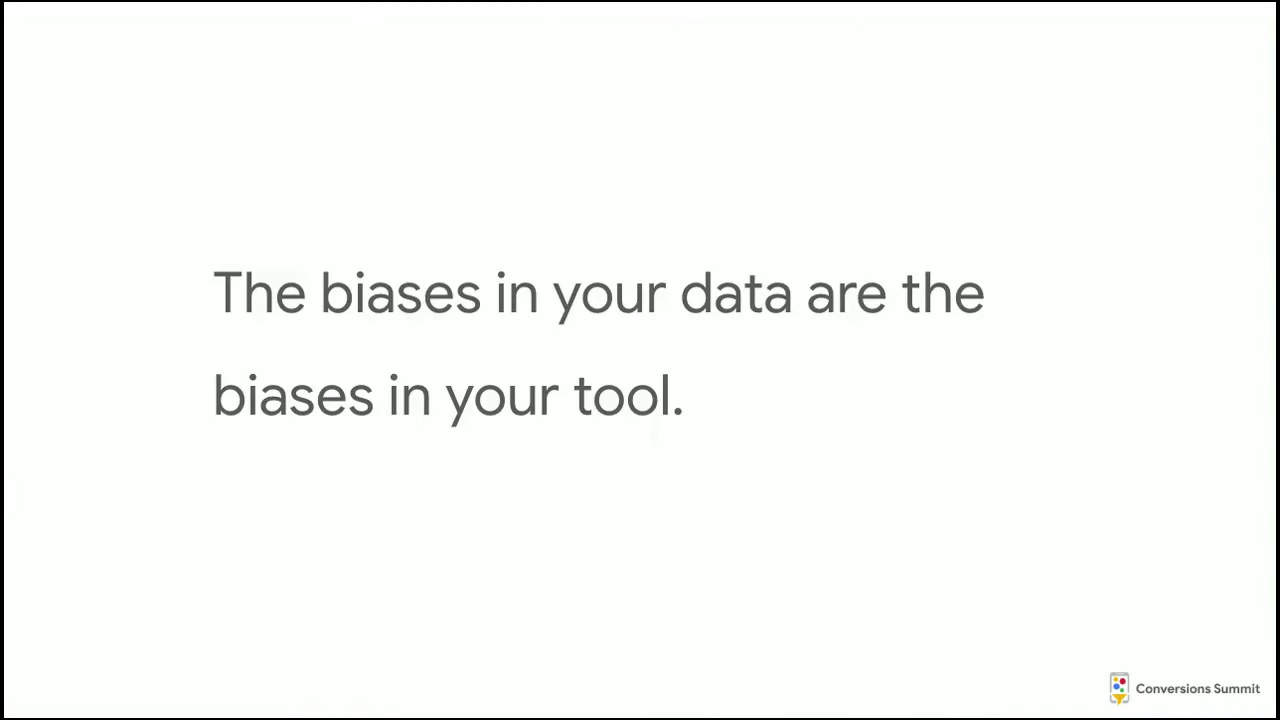 The biases in your data are the
biases in your tool.
Conversions Summit